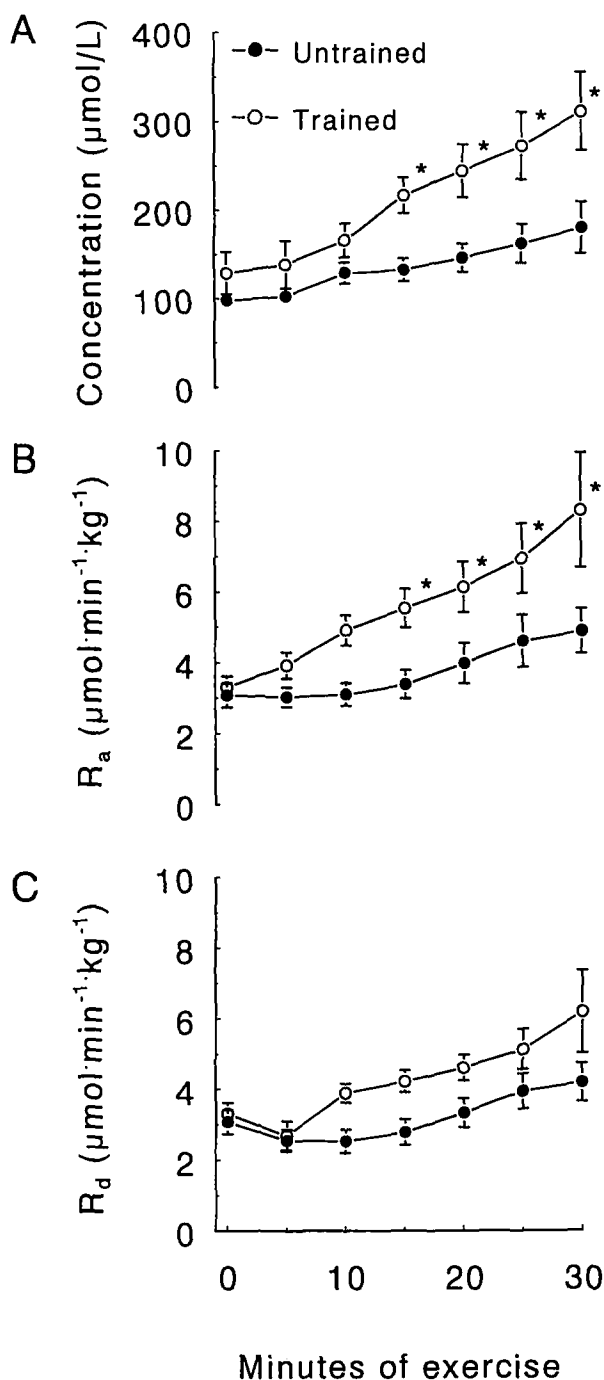 A
Concentration (μmol/L)
400
300
200
100
0
Untrained
Trained
* * * *
B
Rₐ (μmol·min⁻¹·kg⁻¹)
10
8
6
4
2
0
* * * *
C
R_d (μmol·min⁻¹·kg⁻¹)
10
8
6
4
2
0
0 10 20 30
Minutes of exercise